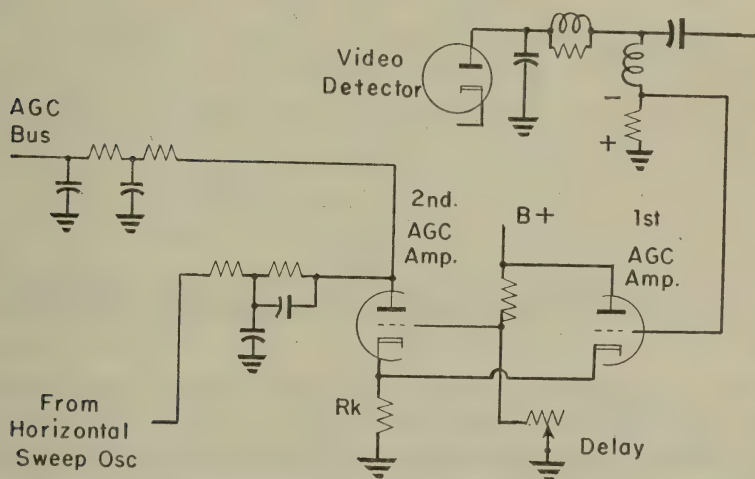 Video
Detector
−
+
AGC
Bus
2nd.
AGC
Amp.
B+
1st
AGC
Amp.
Rk
From
Horizontal
Sweep Osc
Delay